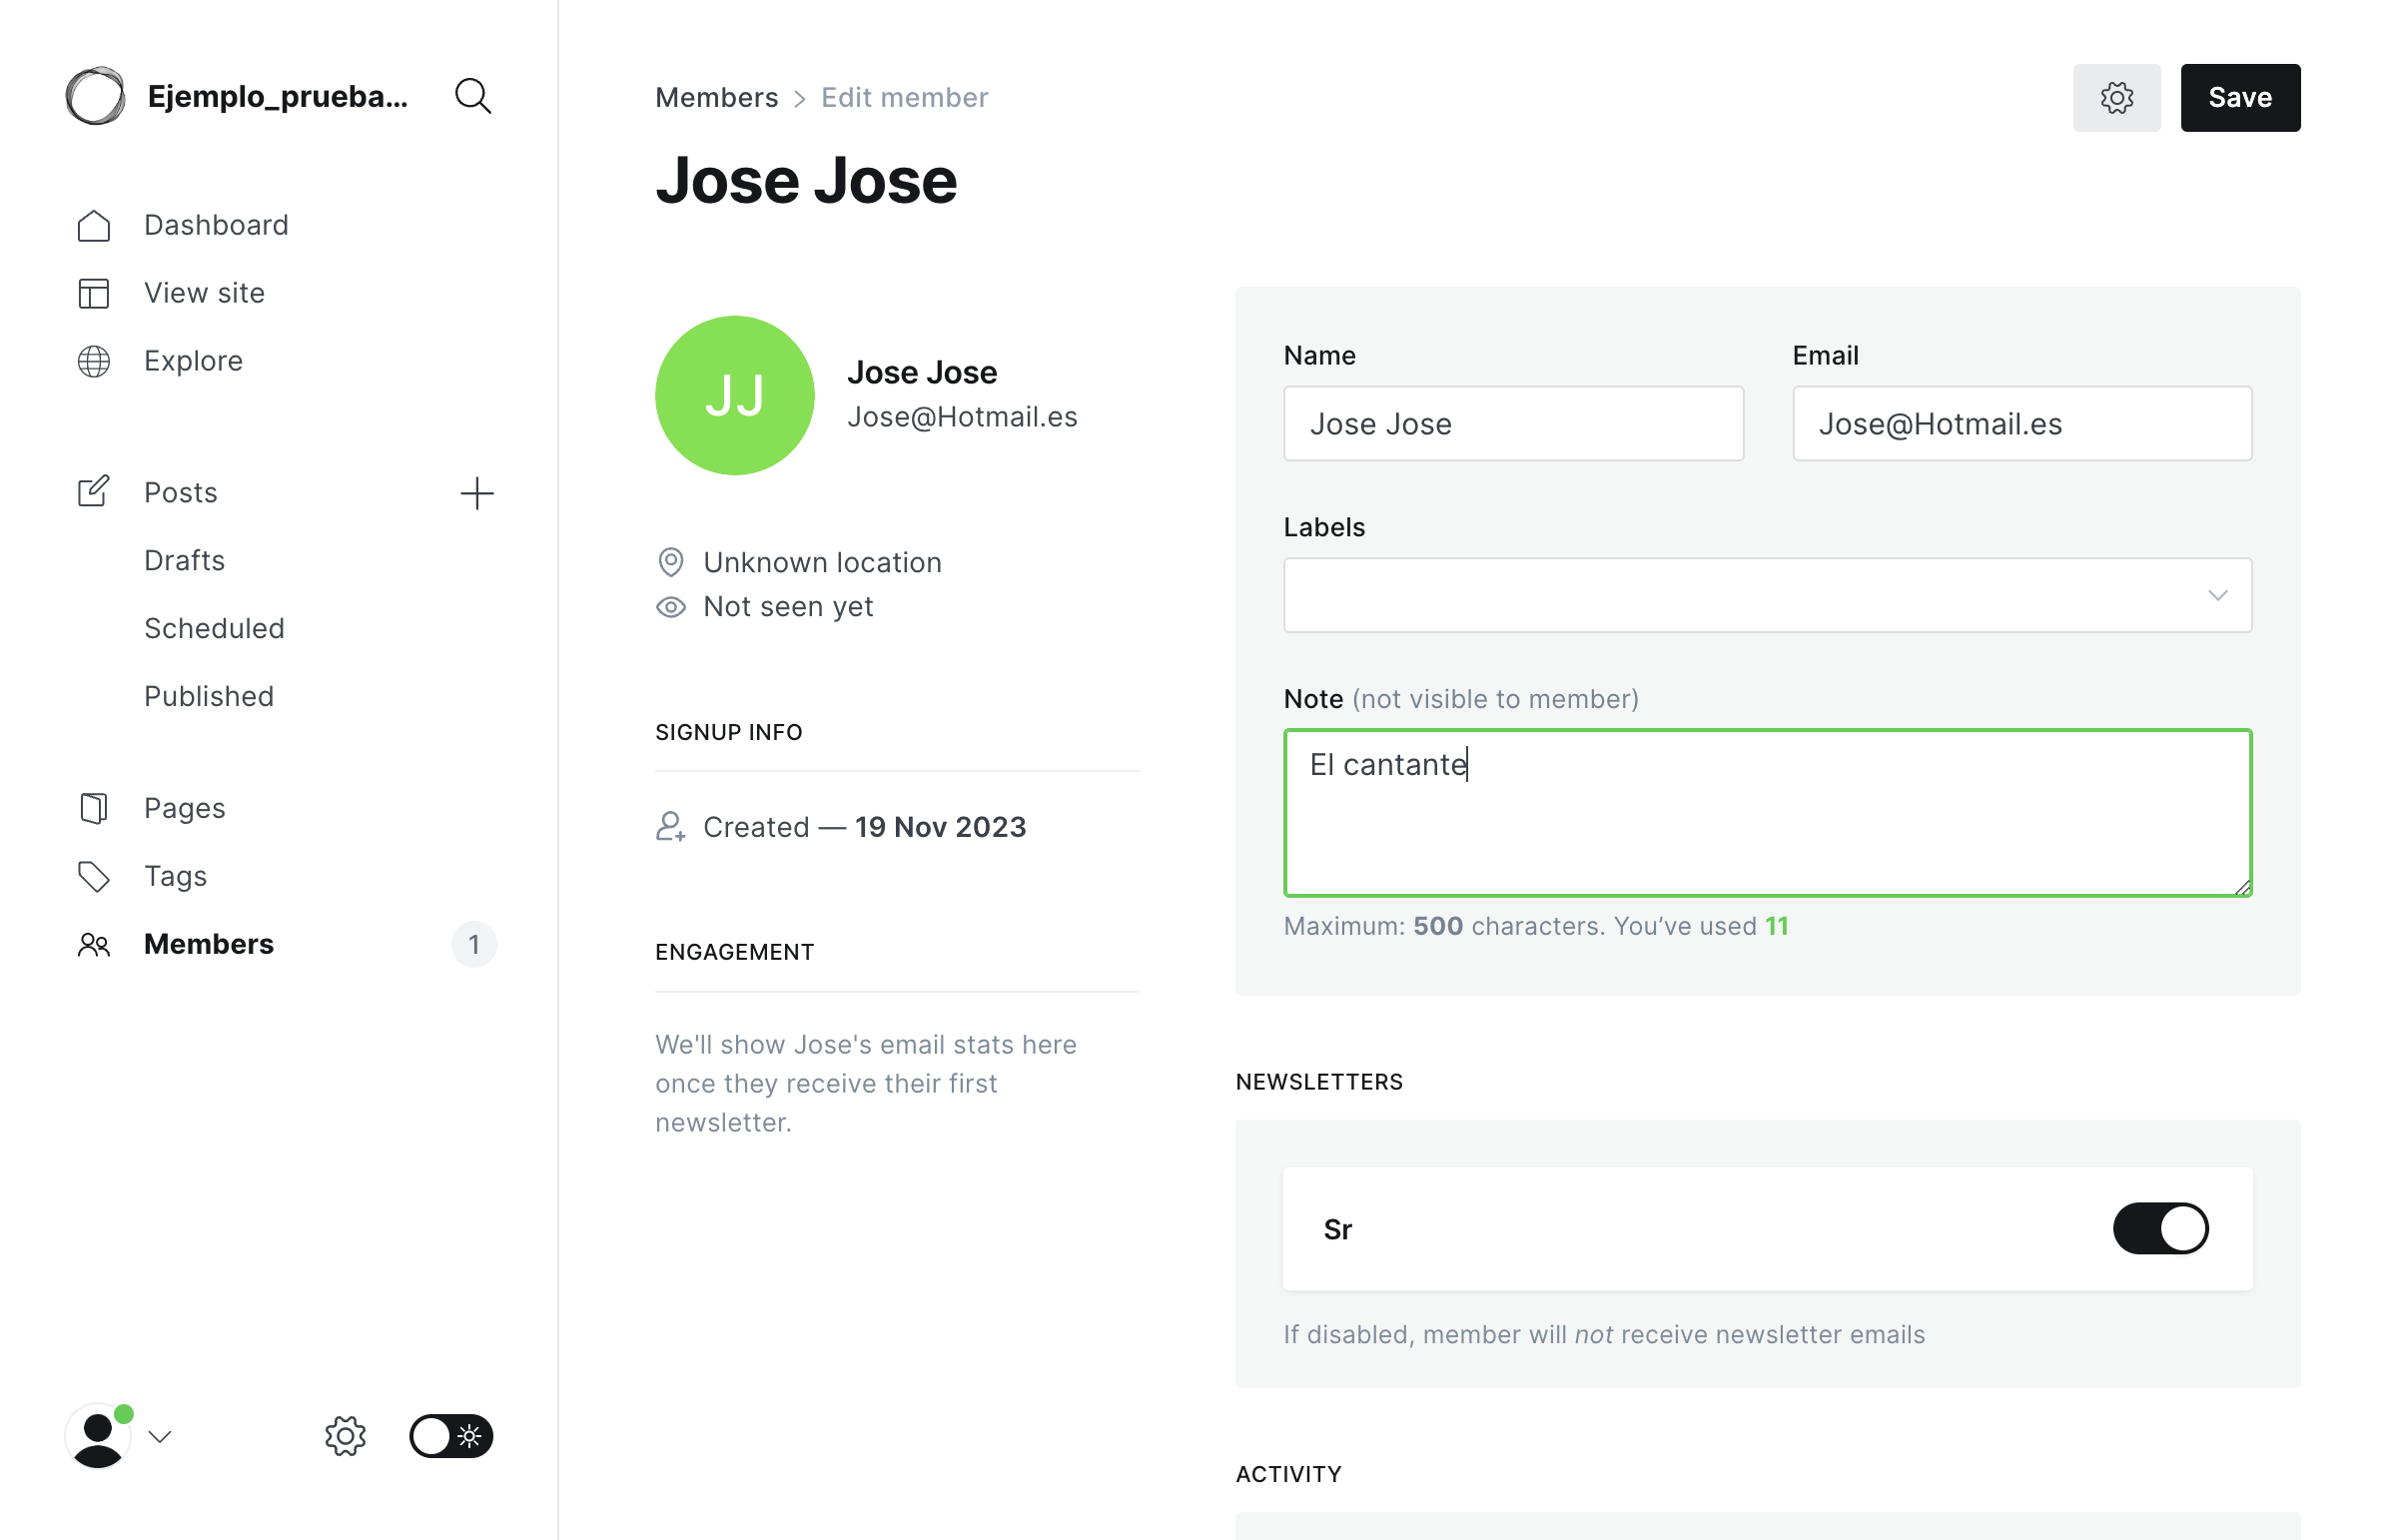 Ejemplo_prueba...
Dashboard
View site
Explore
Posts
Drafts
Scheduled
Published
Pages
Tags
Members 1
Members > Edit member
Save
Jose Jose
JJ
Jose Jose
Jose@Hotmail.es
Unknown location
Not seen yet
SIGNUP INFO
Created — 19 Nov 2023
ENGAGEMENT
We'll show Jose's email stats here
once they receive their first
newsletter.
Name
Jose Jose
Email
Jose@Hotmail.es
Labels
Note (not visible to member)
El cantante
Maximum: 500 characters. You’ve used 11
NEWSLETTERS
Sr
If disabled, member will not receive newsletter emails
ACTIVITY